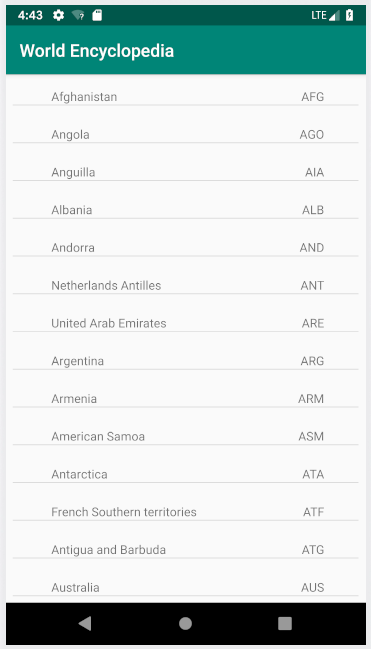 4:43 LTE
World Encyclopedia
Afghanistan AFG
Angola AGO
Anguilla AIA
Albania ALB
Andorra AND
Netherlands Antilles ANT
United Arab Emirates ARE
Argentina ARG
Armenia ARM
American Samoa ASM
Antarctica ATA
French Southern territories ATF
Antigua and Barbuda ATG
Australia AUS